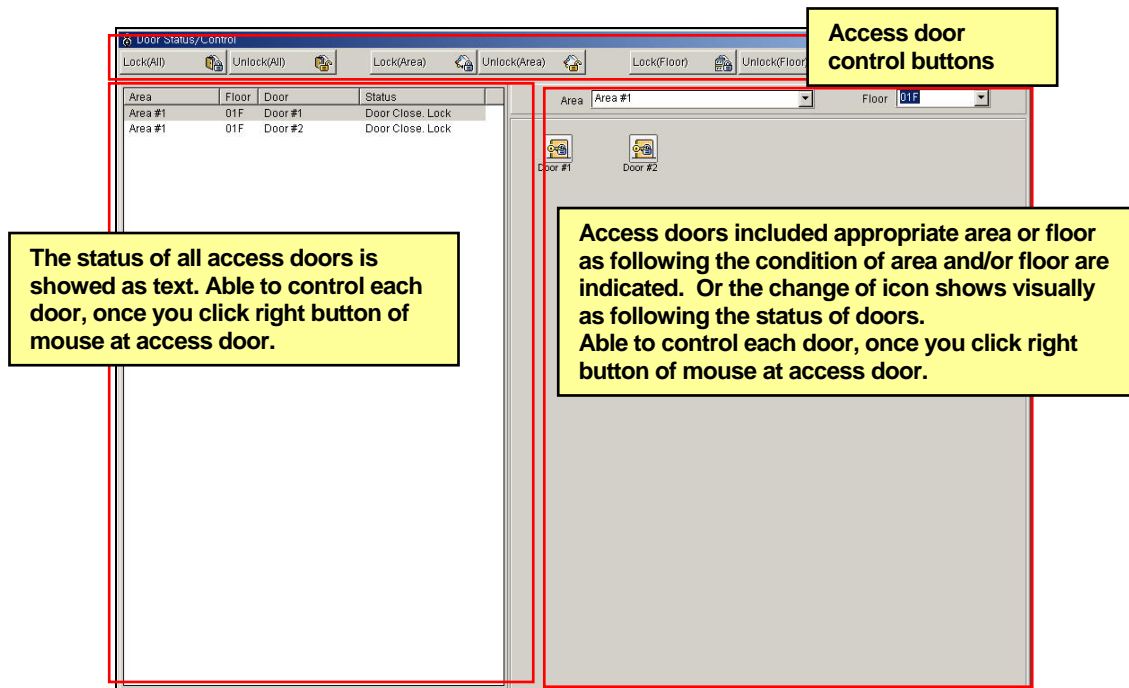 Door Status/Control
Access door
control buttons
Lock(All) Unlock(All) Lock(Area) Unlock(Area) Lock(Floor) Unlock(Floor)
Area Floor Door Status
Area #1 01F Door #1 Door Close. Lock
Area #1 01F Door #2 Door Close. Lock
Area Area #1 Floor 01F
Door #1 Door #2
The status of all access doors is
showed as text. Able to control each
door, once you click right button of
mouse at access door.
Access doors included appropriate area or floor
as following the condition of area and/or floor are
indicated. Or the change of icon shows visually
as following the status of doors.
Able to control each door, once you click right
button of mouse at access door.